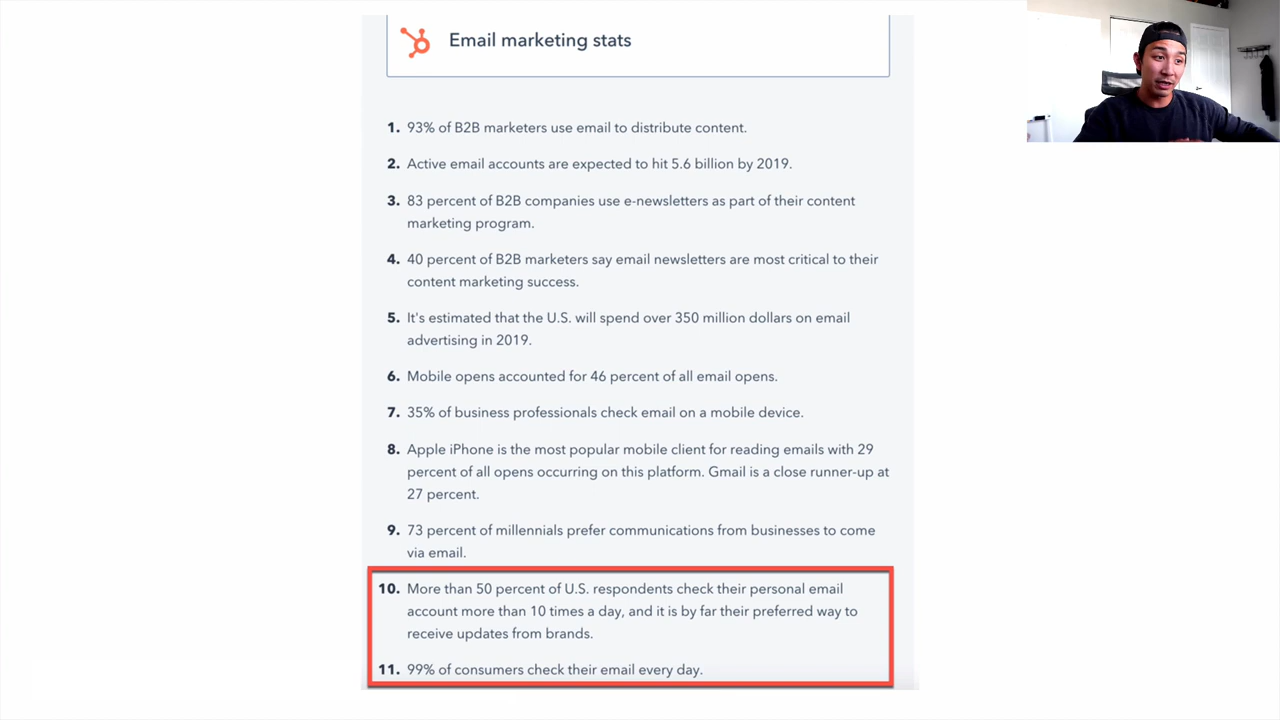 Email marketing stats
1. 93% of B2B marketers use email to distribute content.
2. Active email accounts are expected to hit 5.6 billion by 2019.
3. 83 percent of B2B companies use e-newsletters as part of their content
marketing program.
4. 40 percent of B2B marketers say email newsletters are most critical to their
content marketing success.
5. It's estimated that the U.S. will spend over 350 million dollars on email
advertising in 2019.
6. Mobile opens accounted for 46 percent of all email opens.
7. 35% of business professionals check email on a mobile device.
8. Apple iPhone is the most popular mobile client for reading emails with 29
percent of all opens occurring on this platform. Gmail is a close runner-up at
27 percent.
9. 73 percent of millennials prefer communications from businesses to come
via email.
10. More than 50 percent of U.S. respondents check their personal email
account more than 10 times a day, and it is by far their preferred way to
receive updates from brands.
11. 99% of consumers check their email every day.